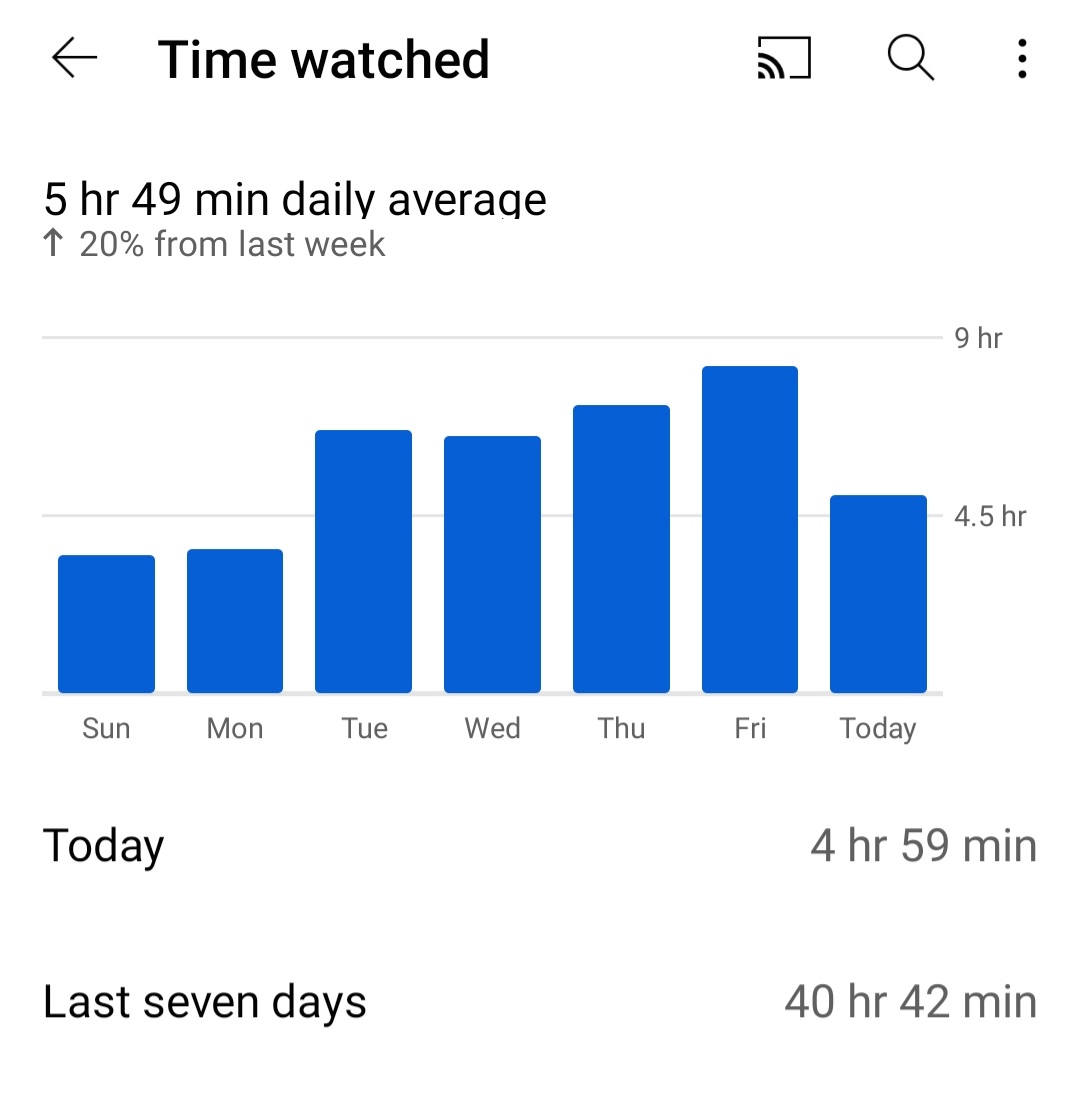 Time watched
5 hr 49 min daily average
↑ 20% from last week
9 hr
4.5 hr
Sun Mon Tue Wed Thu Fri Today
Today 4 hr 59 min
Last seven days 40 hr 42 min